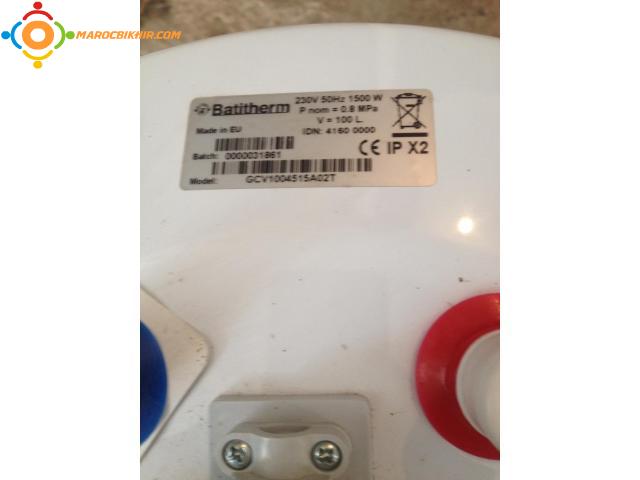 MAROCBIKHIR.COM
Batitherm
230V 50Hz 1500 W
P nom = 0.8 MPa
V = 100 L
Made in EU
IDN: 4160 0000
CE IP X2
Batch: 0000031861
Model: GCV1004515A02T